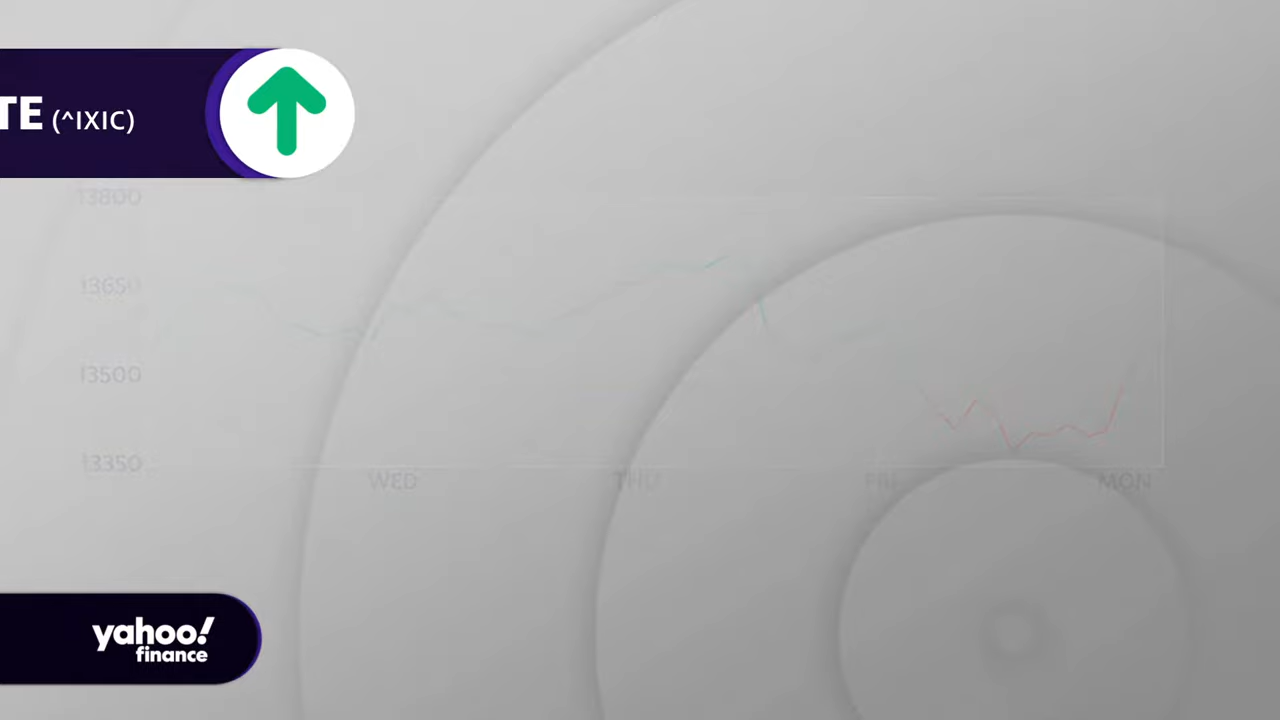 TE (^IXIC)
13800
13650
13500
13350
WED THU FRI MON
yahoo!
finance